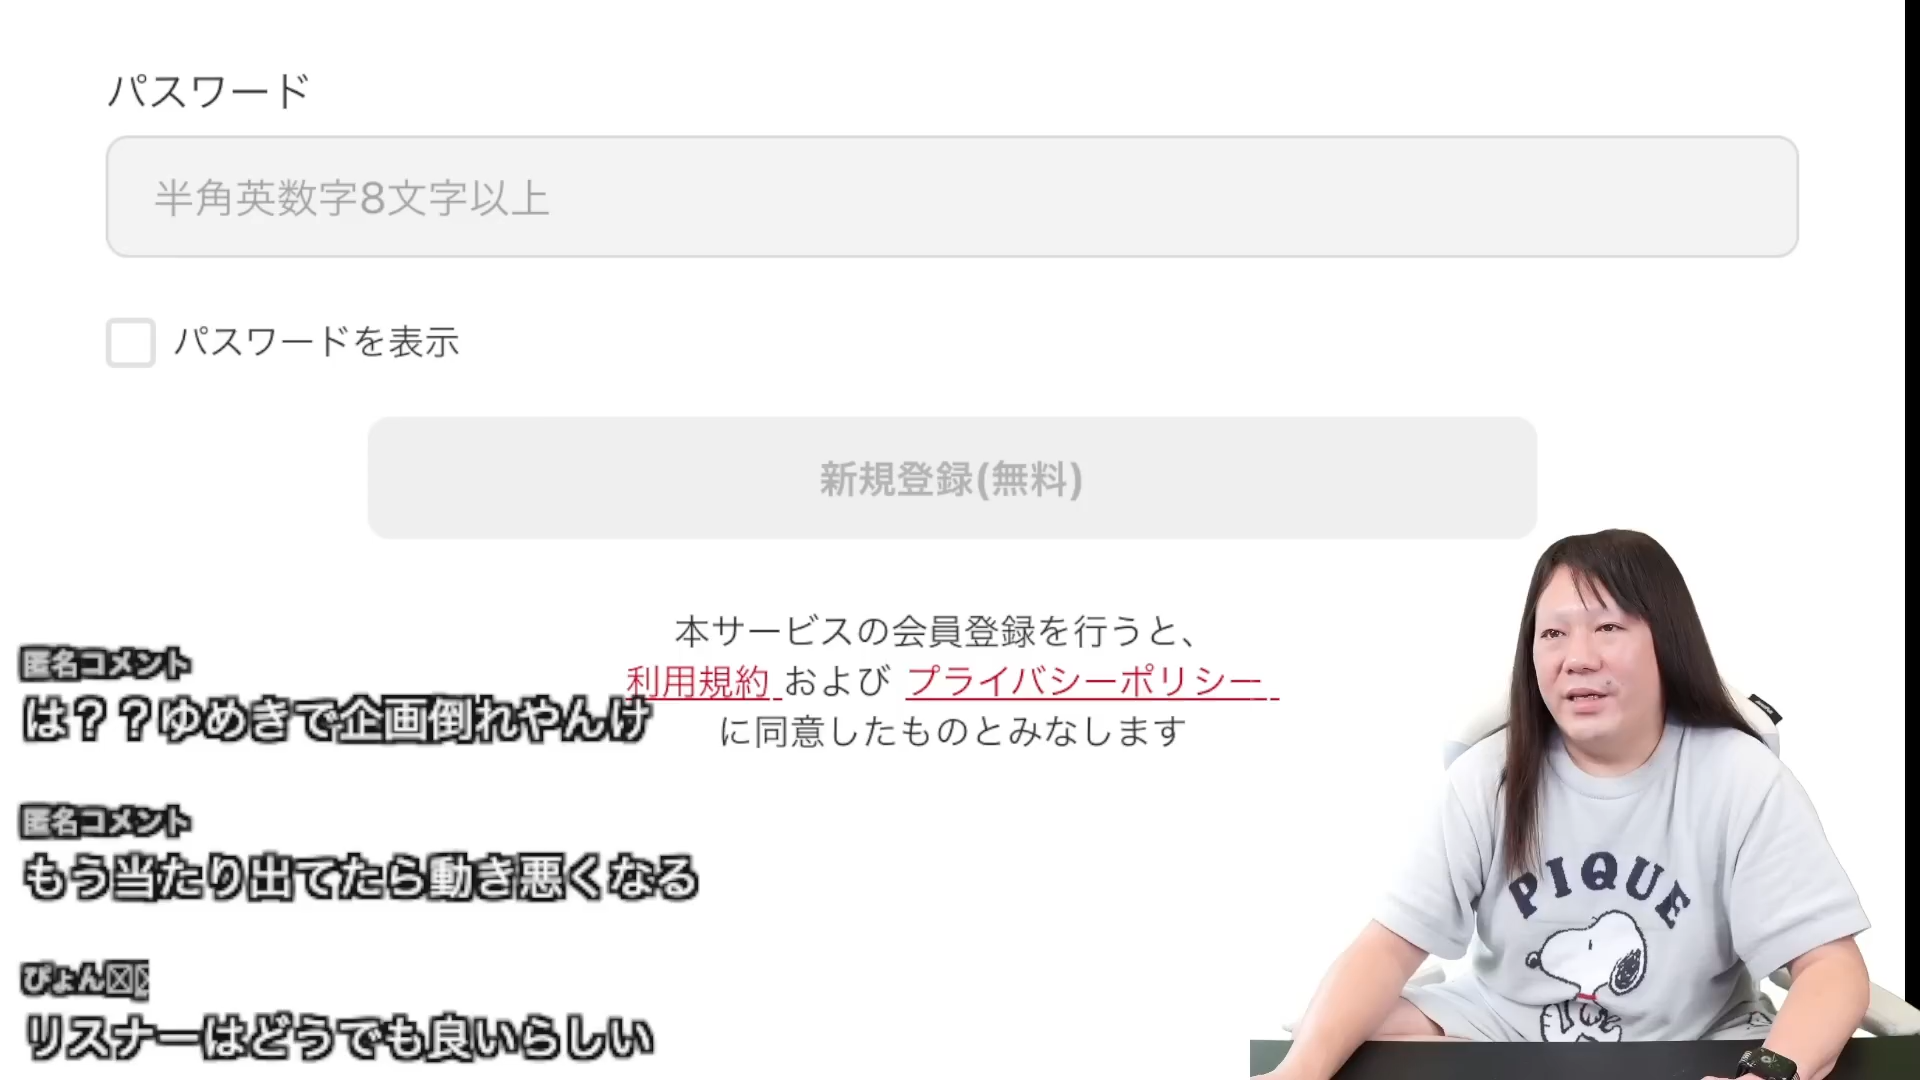 パスワード
半角英数字8文字以上
パスワードを表示
新規登録(無料)
本サービスの会員登録を行うと、
利用規約 および プライバシーポリシー
に同意したものとみなします
匿名コメント
は？？ゆめきで企画倒れやんけ
匿名コメント
もう当たり出てたら動き悪くなる
ぴょん
リスナーはどうでも良いらしい
PIQUE